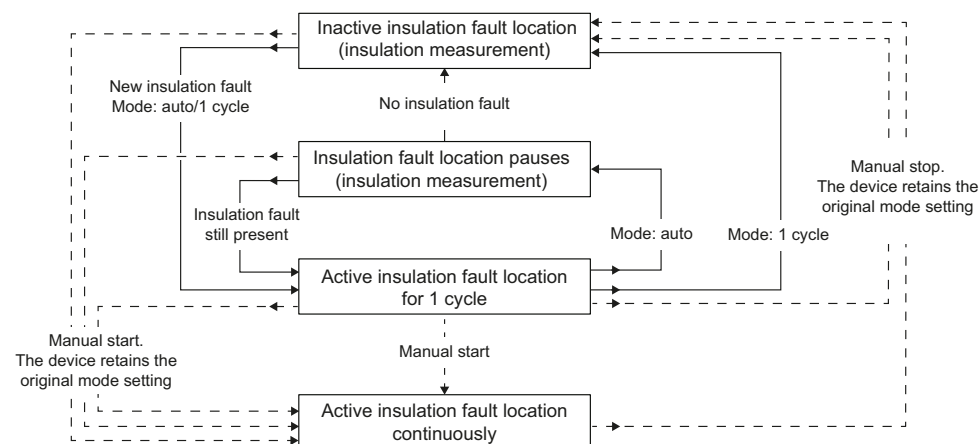 Inactive insulation fault location
(insulation measurement)
New insulation fault
Mode: auto/1 cycle
No insulation fault
Insulation fault location pauses
(insulation measurement)
Manual stop.
The device retains the
original mode setting
Insulation fault
still present
Mode: auto
Mode: 1 cycle
Active insulation fault location
for 1 cycle
Manual start.
The device retains the
original mode setting
Manual start
Active insulation fault location
continuously